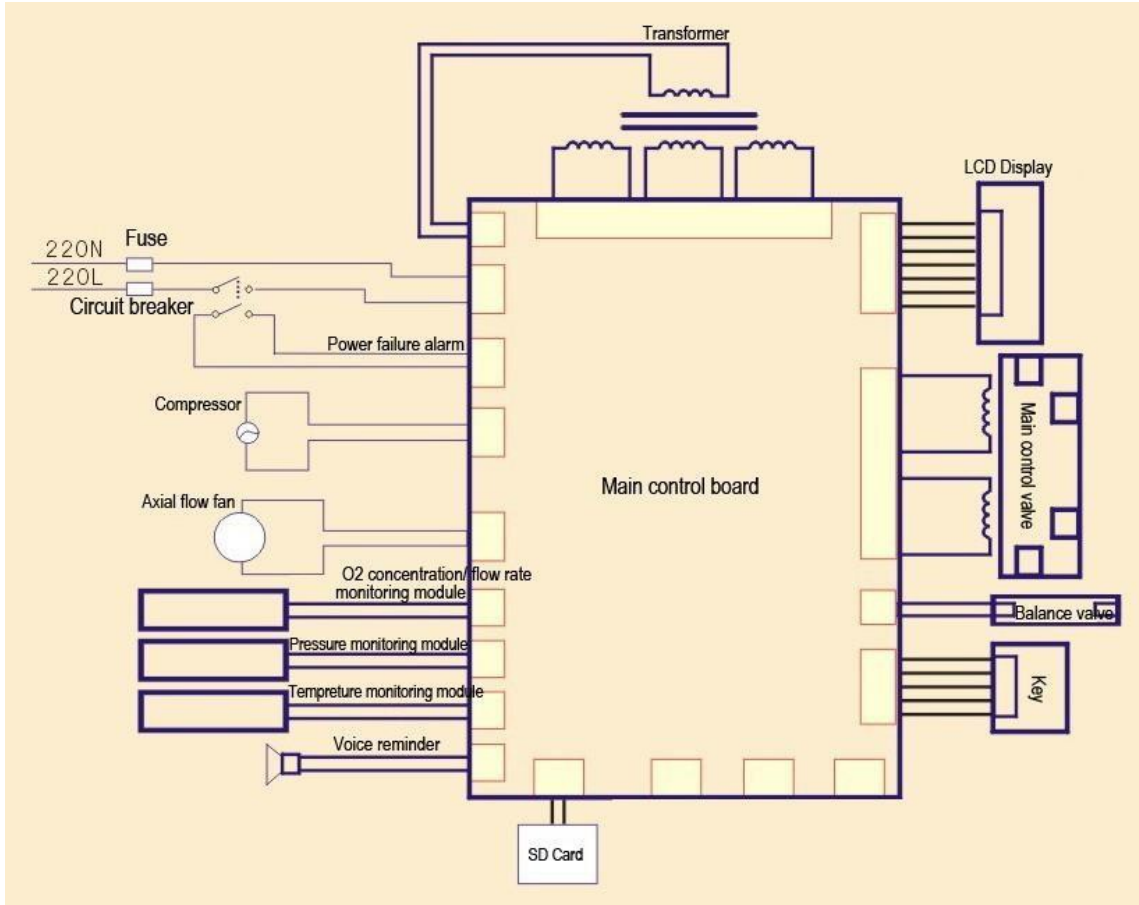 Transformer
LCD Display
220N
Fuse
220L
Circuit breaker
Power failure alarm
Compressor
Main control valve
Main control board
Axial flow fan
O2 concentration/ flow rate
monitoring module
Balance valve
Pressure monitoring module
Key
Tempreture monitoring module
Voice reminder
SD Card